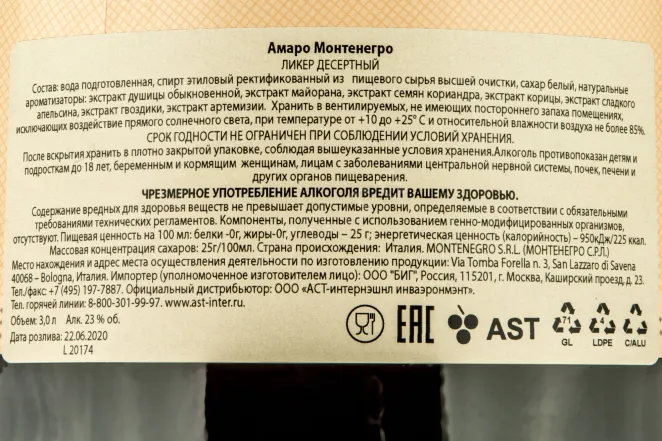 Амаро Монтенегро
ЛИКЕР ДЕСЕРТНЫЙ
Состав: вода подготовленная, спирт этиловый ректификованный из пищевого сырья высшей очистки, сахар белый, натуральные
ароматизаторы: экстракт душицы обыкновенной, экстракт майорана, экстракт семян кориандра, экстракт корицы, экстракт сладкого
апельсина, экстракт гвоздики, экстракт артемизии. Хранить в вентилируемых, не имеющих постороннего запаха помещениях,
исключающих воздействие прямого солнечного света, при температуре от +10 до +25° С и относительной влажности воздуха не более 85%.
СРОК ГОДНОСТИ НЕ ОГРАНИЧЕН ПРИ СОБЛЮДЕНИИ УСЛОВИЙ ХРАНЕНИЯ.
После вскрытия хранить в плотно закрытой упаковке, соблюдая вышеуказанные условия хранения.Алкоголь противопоказан детям и
подросткам до 18 лет, беременным и кормящим женщинам, лицам с заболеваниями центральной нервной системы, почек, печени и
других органов пищеварения.
ЧРЕЗМЕРНОЕ УПОТРЕБЛЕНИЕ АЛКОГОЛЯ ВРЕДИТ ВАШЕМУ ЗДОРОВЬЮ.
Содержание вредных для здоровья веществ не превышает допустимые уровни, определяемые в соответствии с обязательными
требованиями технических регламентов. Компоненты, полученные с использованием генно-модифицированных организмов,
отсутствуют. Пищевая ценность на 100 мл: белки -0г, жиры-0г, углеводы – 25 г; энергетическая ценность (калорийность) – 950кДж/225 ккал.
Массовая концентрация сахаров: 25г/100мл. Страна происхождения: Италия. MONTENEGRO S.R.L. (МОНТЕНЕГРО С.Р.Л.)
Место нахождения и адрес места осуществления деятельности по изготовлению продукции: Via Tomba Forella n. 3, San Lazzaro di Savena
40068 – Bologna, Италия. Импортер (уполномоченное изготовителем лицо): ООО "БИГ", Россия, 115201, г. Москва, Каширский проезд, д. 23.
Тел./факс +7 (495) 197-7887. Официальный дистрибьютор: ООО «АСТ-интернэшнл инваэронмэнт».
Тел. горячей линии: 8-800-301-99-97. www.ast-inter.ru.
Объём: 3,0 л Алк. 23 % об.
Дата розлива: 22.06.2020
L 20174
EAC
AST
71
GL
4
LDPE
C/ALU